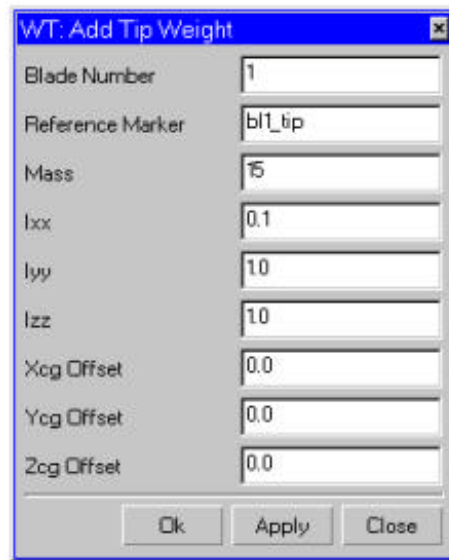 WT: Add Tip Weight
Blade Number 1
Reference Marker bl1_tip
Mass 15
Ixx 0.1
Iyy 1.0
Izz 1.0
Xcg Offset 0.0
Ycg Offset 0.0
Zcg Offset 0.0
Ok Apply Close